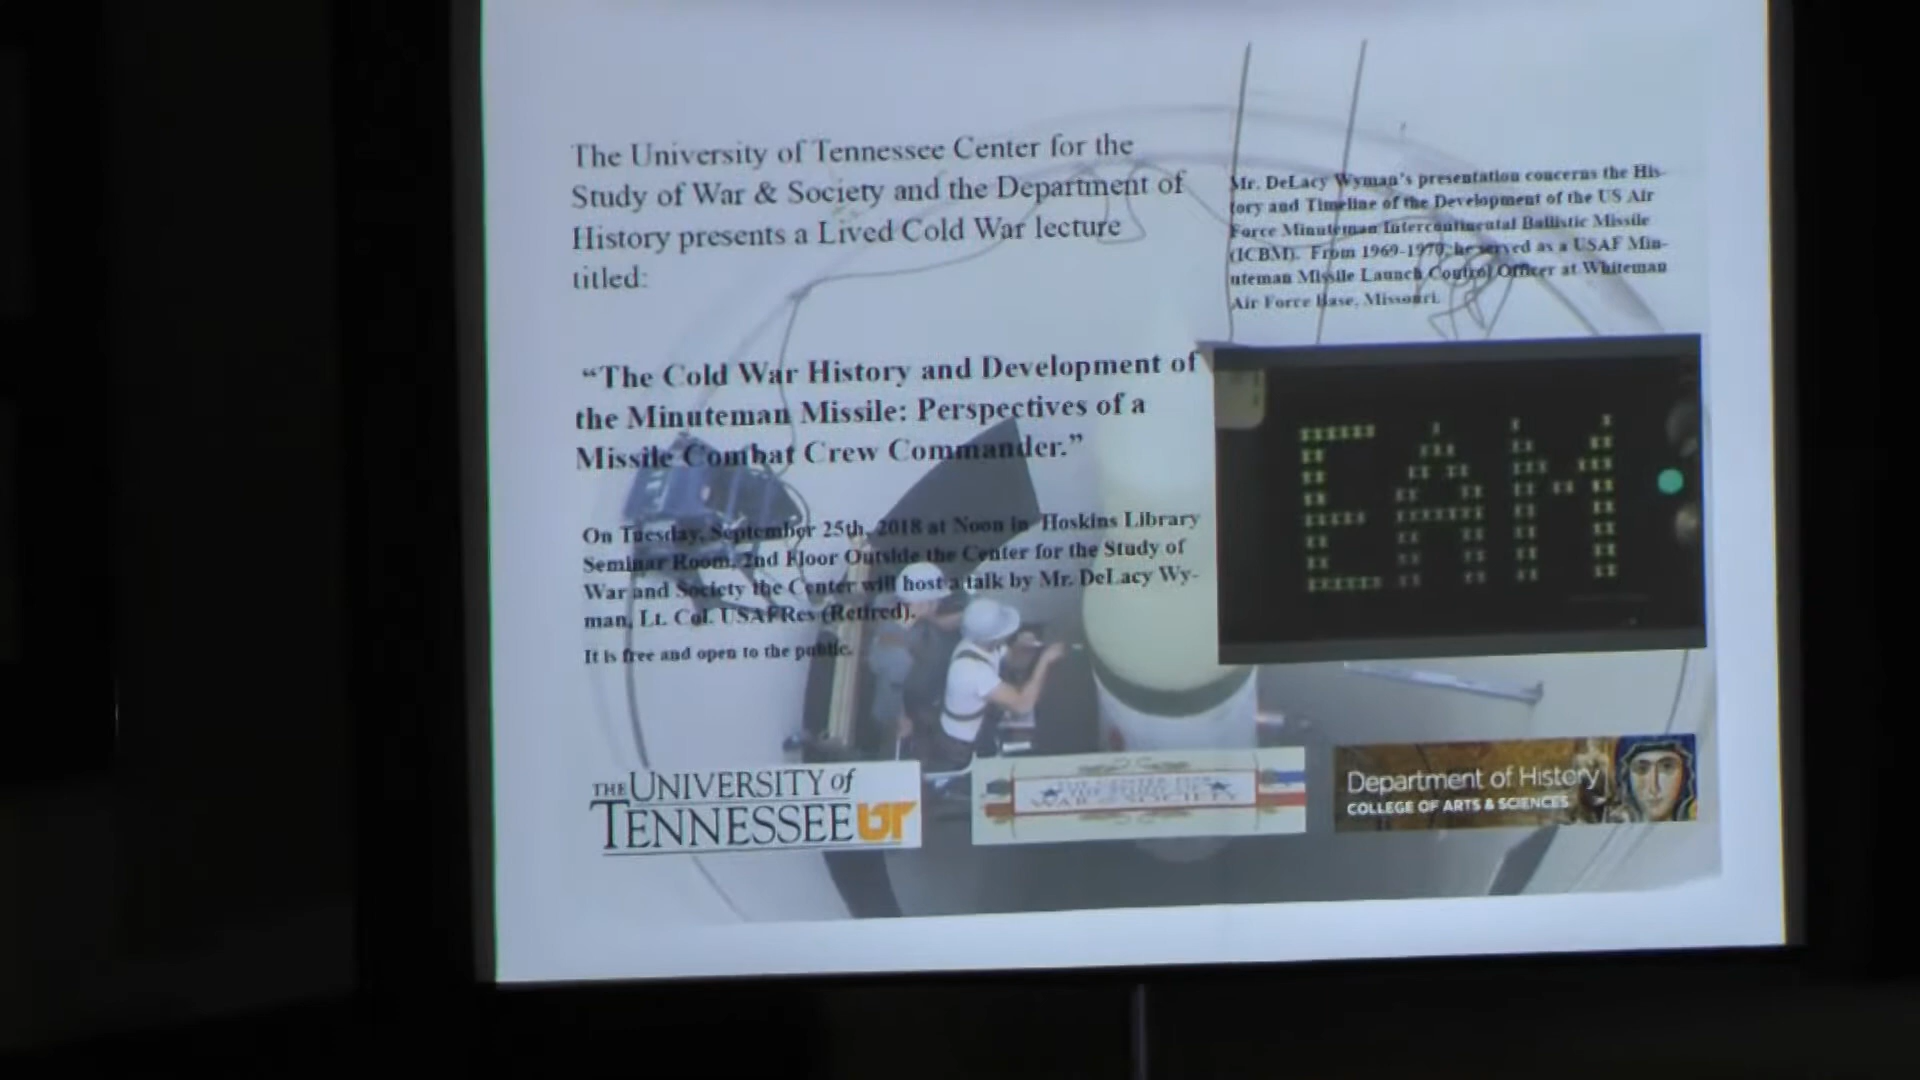 The University of Tennessee Center for the
Study of War & Society and the Department of
History presents a Lived Cold War lecture
titled:
“The Cold War History and Development of
the Minuteman Missile: Perspectives of a
Missile Combat Crew Commander.”
On Tuesday, September 25th, 2018 at Noon in Hoskins Library
Seminar Room, 2nd Floor Outside the Center for the Study of
War and Society the Center will host a talk by Mr. DeLacy Wy-
man, Lt. Col. USAFRes (Retired).
It is free and open to the public.
Mr. DeLacy Wyman's presentation concerns the His-
tory and Timeline of the Development of the US Air
Force Minuteman Intercontinental Ballistic Missile
(ICBM). From 1969-1970, he served as a USAF Min-
uteman Missile Launch Control Officer at Whiteman
Air Force Base, Missouri.
EAM
THE UNIVERSITY of
TENNESSEE UT
WAR SOCIETY
Department of History
COLLEGE OF ARTS & SCIENCES